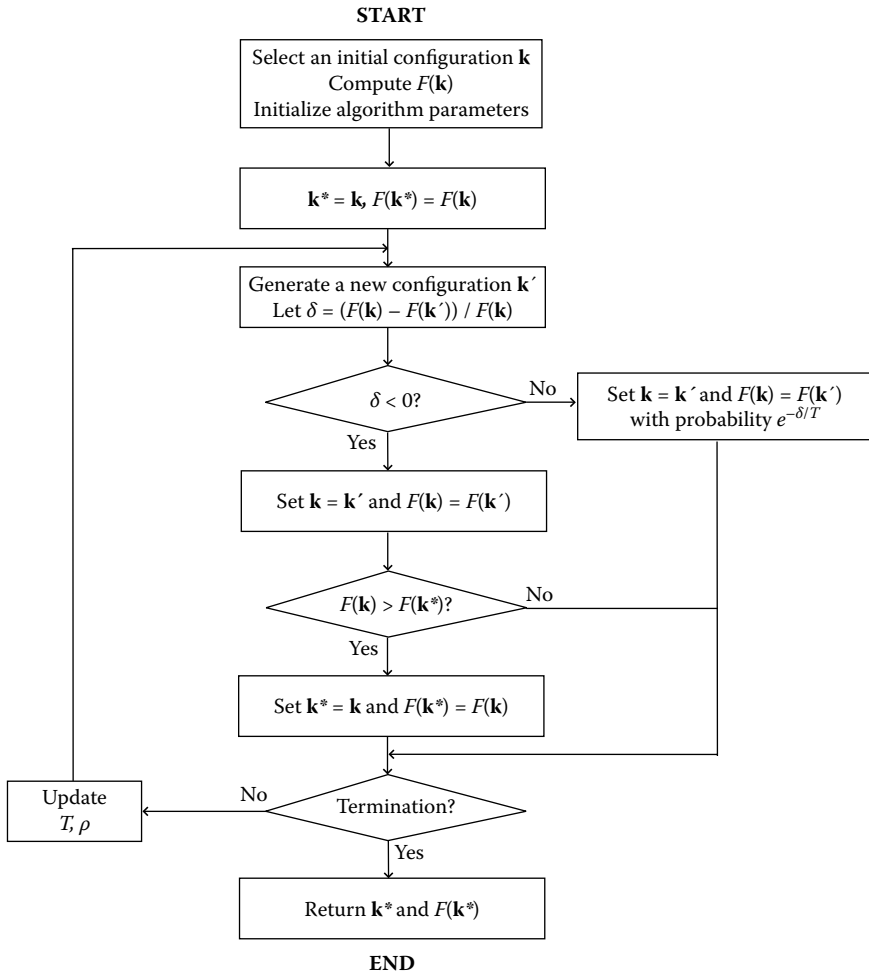 START
Select an initial configuration k
Compute F(k)
Initialize algorithm parameters
k* = k, F(k*) = F(k)
Generate a new configuration k´
Let δ = (F(k) – F(k´)) / F(k)
δ < 0?
No
Set k = k´ and F(k) = F(k´)
with probability e^{–δ/T}
Yes
Set k = k´ and F(k) = F(k´)
F(k) > F(k*)?
No
Yes
Set k* = k and F(k*) = F(k)
Termination?
No
Update
T, ρ
Yes
Return k* and F(k*)
END